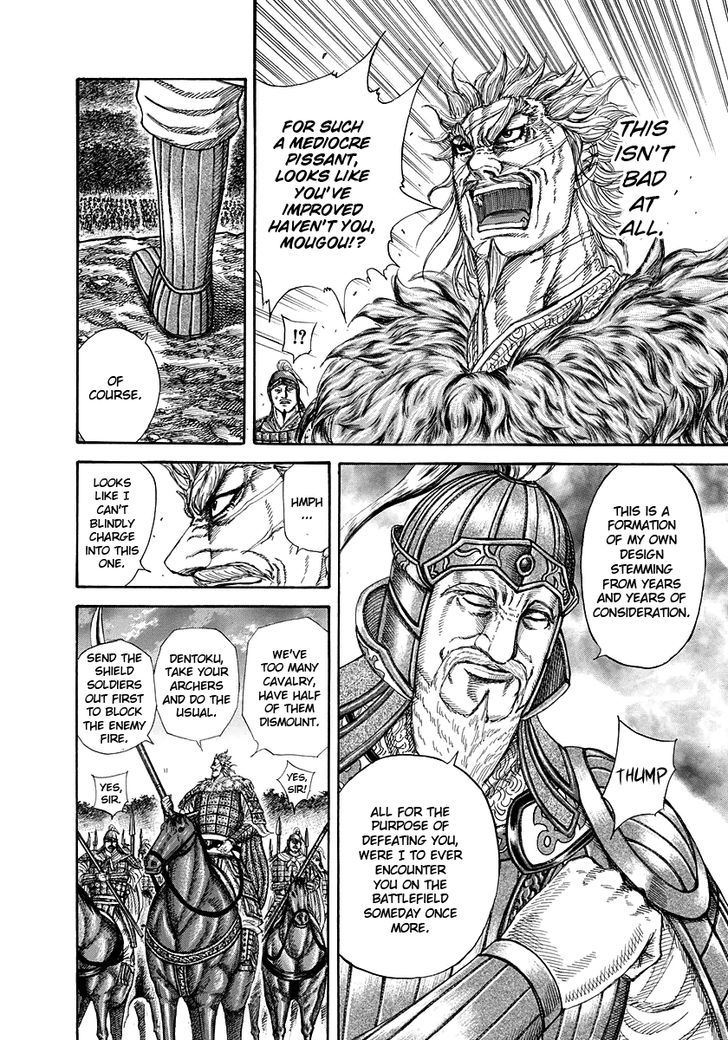 THIS
ISN'T
BAD
AT
ALL.
FOR SUCH
A MEDIOCRE
PISSANT,
LOOKS LIKE
YOU'VE
IMPROVED
HAVEN'T YOU,
MOUGOU!?
!?
OF
COURSE.
THIS IS A
FORMATION
OF MY OWN
DESIGN
STEMMING
FROM YEARS
AND YEARS OF
CONSIDERATION.
THUMP
ALL FOR THE
PURPOSE OF
DEFEATING YOU,
WERE I TO EVER
ENCOUNTER
YOU ON THE
BATTLEFIELD
SOMEDAY ONCE
MORE.
HMPH
...
LOOKS
LIKE I
CAN'T
BLINDLY
CHARGE
INTO THIS
ONE.
WE'VE
TOO MANY
CAVALRY,
HAVE HALF
OF THEM
DISMOUNT.
YES,
SIR!
DENTOKU,
TAKE YOUR
ARCHERS
AND DO THE
USUAL.
SEND THE
SHIELD
SOLDIERS
OUT FIRST
TO BLOCK
THE ENEMY
FIRE.
YES,
SIR.